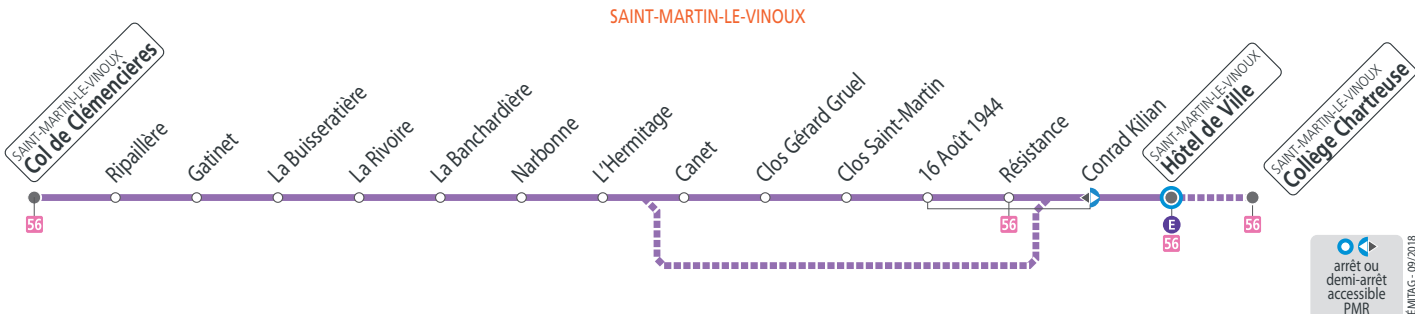 SAINT-MARTIN-LE-VINOUX
SAINT-MARTIN-LE-VINOUX
Col de Clémencières
Ripaillère
Gatinet
La Buisseratière
La Rivoire
La Banchardière
Narbonne
L'Hermitage
Canet
Clos Gérard Gruel
Clos Saint-Martin
16 Août 1944
Résistance
Conrad Kilian
SAINT-MARTIN-LE-VINOUX
Hôtel de Ville
SAINT-MARTIN-LE-VINOUX
Collège Chartreuse
56
56
E
56
56
arrêt ou
demi-arrêt
accessible
PMR
ÉMITAG - 09/2018